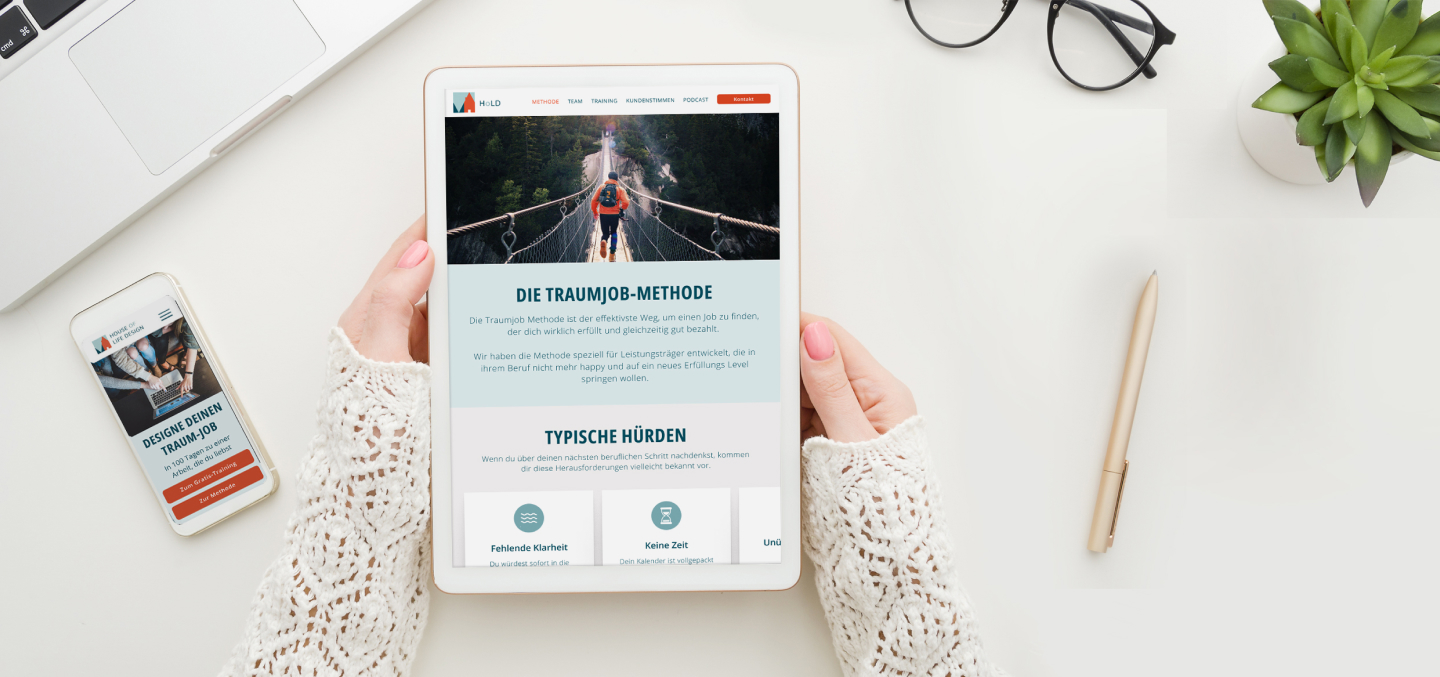 cmd ⌘
HoLD
METHODE TEAM TRAINING KUNDENSTIMMEN PODCAST Kontakt
DIE TRAUMJOB-METHODE
Die Traumjob Methode ist der effektivste Weg, um einen Job zu finden,
der dich wirklich erfüllt und gleichzeitig gut bezahlt.
Wir haben die Methode speziell für Leistungsträger entwickelt, die in
ihrem Beruf nicht mehr happy und auf ein neues Erfüllungs Level
springen wollen.
TYPISCHE HÜRDEN
Wenn du über deinen nächsten beruflichen Schritt nachdenkst, kommen
dir diese Herausforderungen vielleicht bekannt vor.
Fehlende Klarheit
Du würdest sofort in die
Keine Zeit
Dein Kalender ist vollgepackt
Unü
HOUSE OF
LIFE DESIGN
DESIGNE DEINEN
TRAUM-JOB
In 100 Tagen zu einer
Arbeit, die du liebst
Zum Gratis-Training
Zur Methode